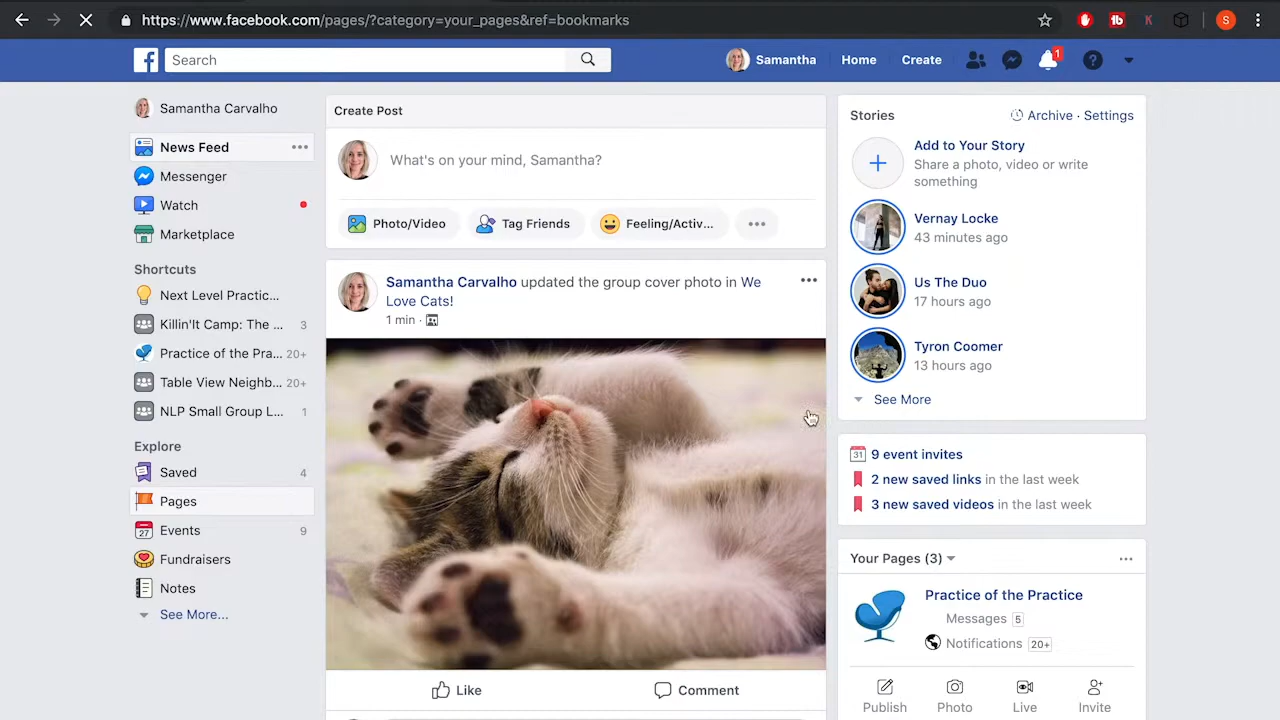 https://www.facebook.com/pages/?category=your_pages&ref=bookmarks
S
Search
Samantha
Home
Create
1
Samantha Carvalho
News Feed
Messenger
Watch
Marketplace
Shortcuts
Next Level Practic...
Killin'It Camp: The ... 3
Practice of the Pra... 20+
Table View Neighb... 20+
NLP Small Group L... 1
Explore
Saved 4
Pages
Events 9
Fundraisers
Notes
See More...
Create Post
What's on your mind, Samantha?
Photo/Video
Tag Friends
Feeling/Activ...
Samantha Carvalho updated the group cover photo in We
Love Cats!
1 min ·
Like
Comment
Stories
Archive · Settings
Add to Your Story
Share a photo, video or write
something
Vernay Locke
43 minutes ago
Us The Duo
17 hours ago
Tyron Coomer
13 hours ago
See More
31
9 event invites
2 new saved links in the last week
3 new saved videos in the last week
Your Pages (3)
Practice of the Practice
Messages 5
Notifications 20+
Publish
Photo
Live
Invite